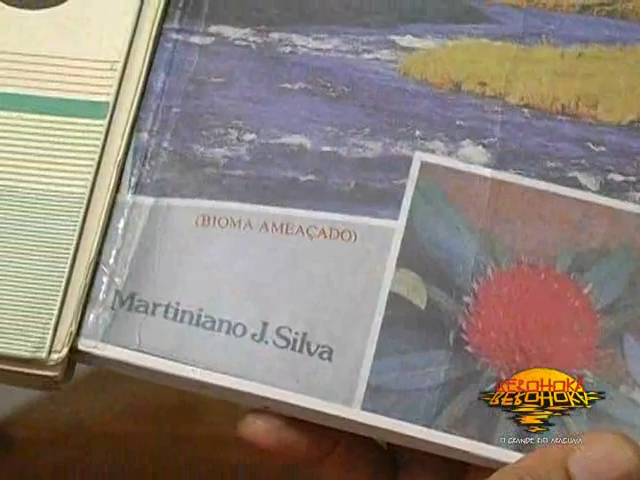 (BIOMA AMEAÇADO)
Martiniano J. Silva
BEROHOKÃ
O GRANDE RIO ARAGUAIA